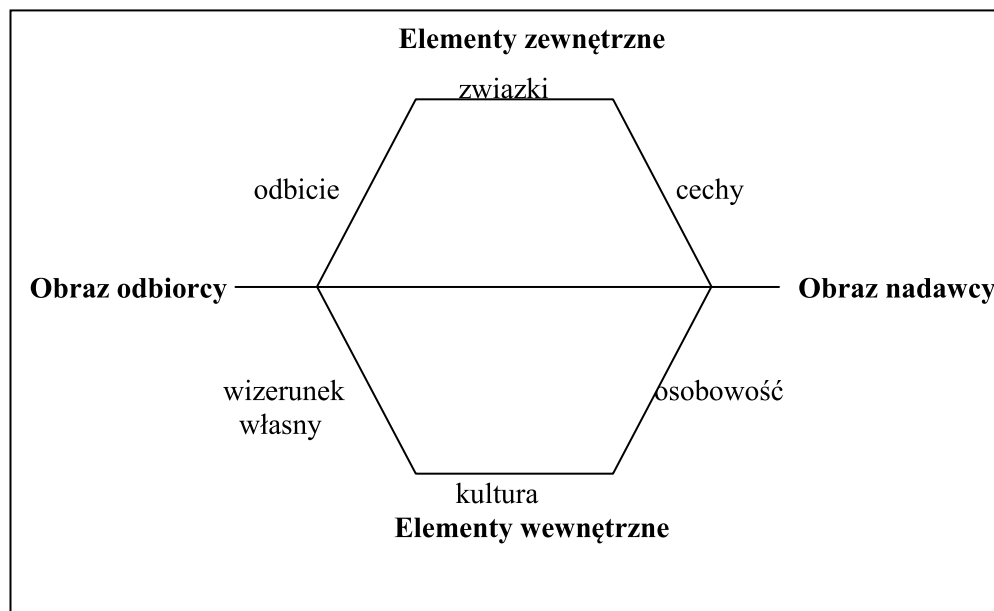 Elementy zewnętrzne
związki
odbicie
cechy
Obraz odbiorcy
Obraz nadawcy
wizerunek
własny
osobowość
kultura
Elementy wewnętrzne